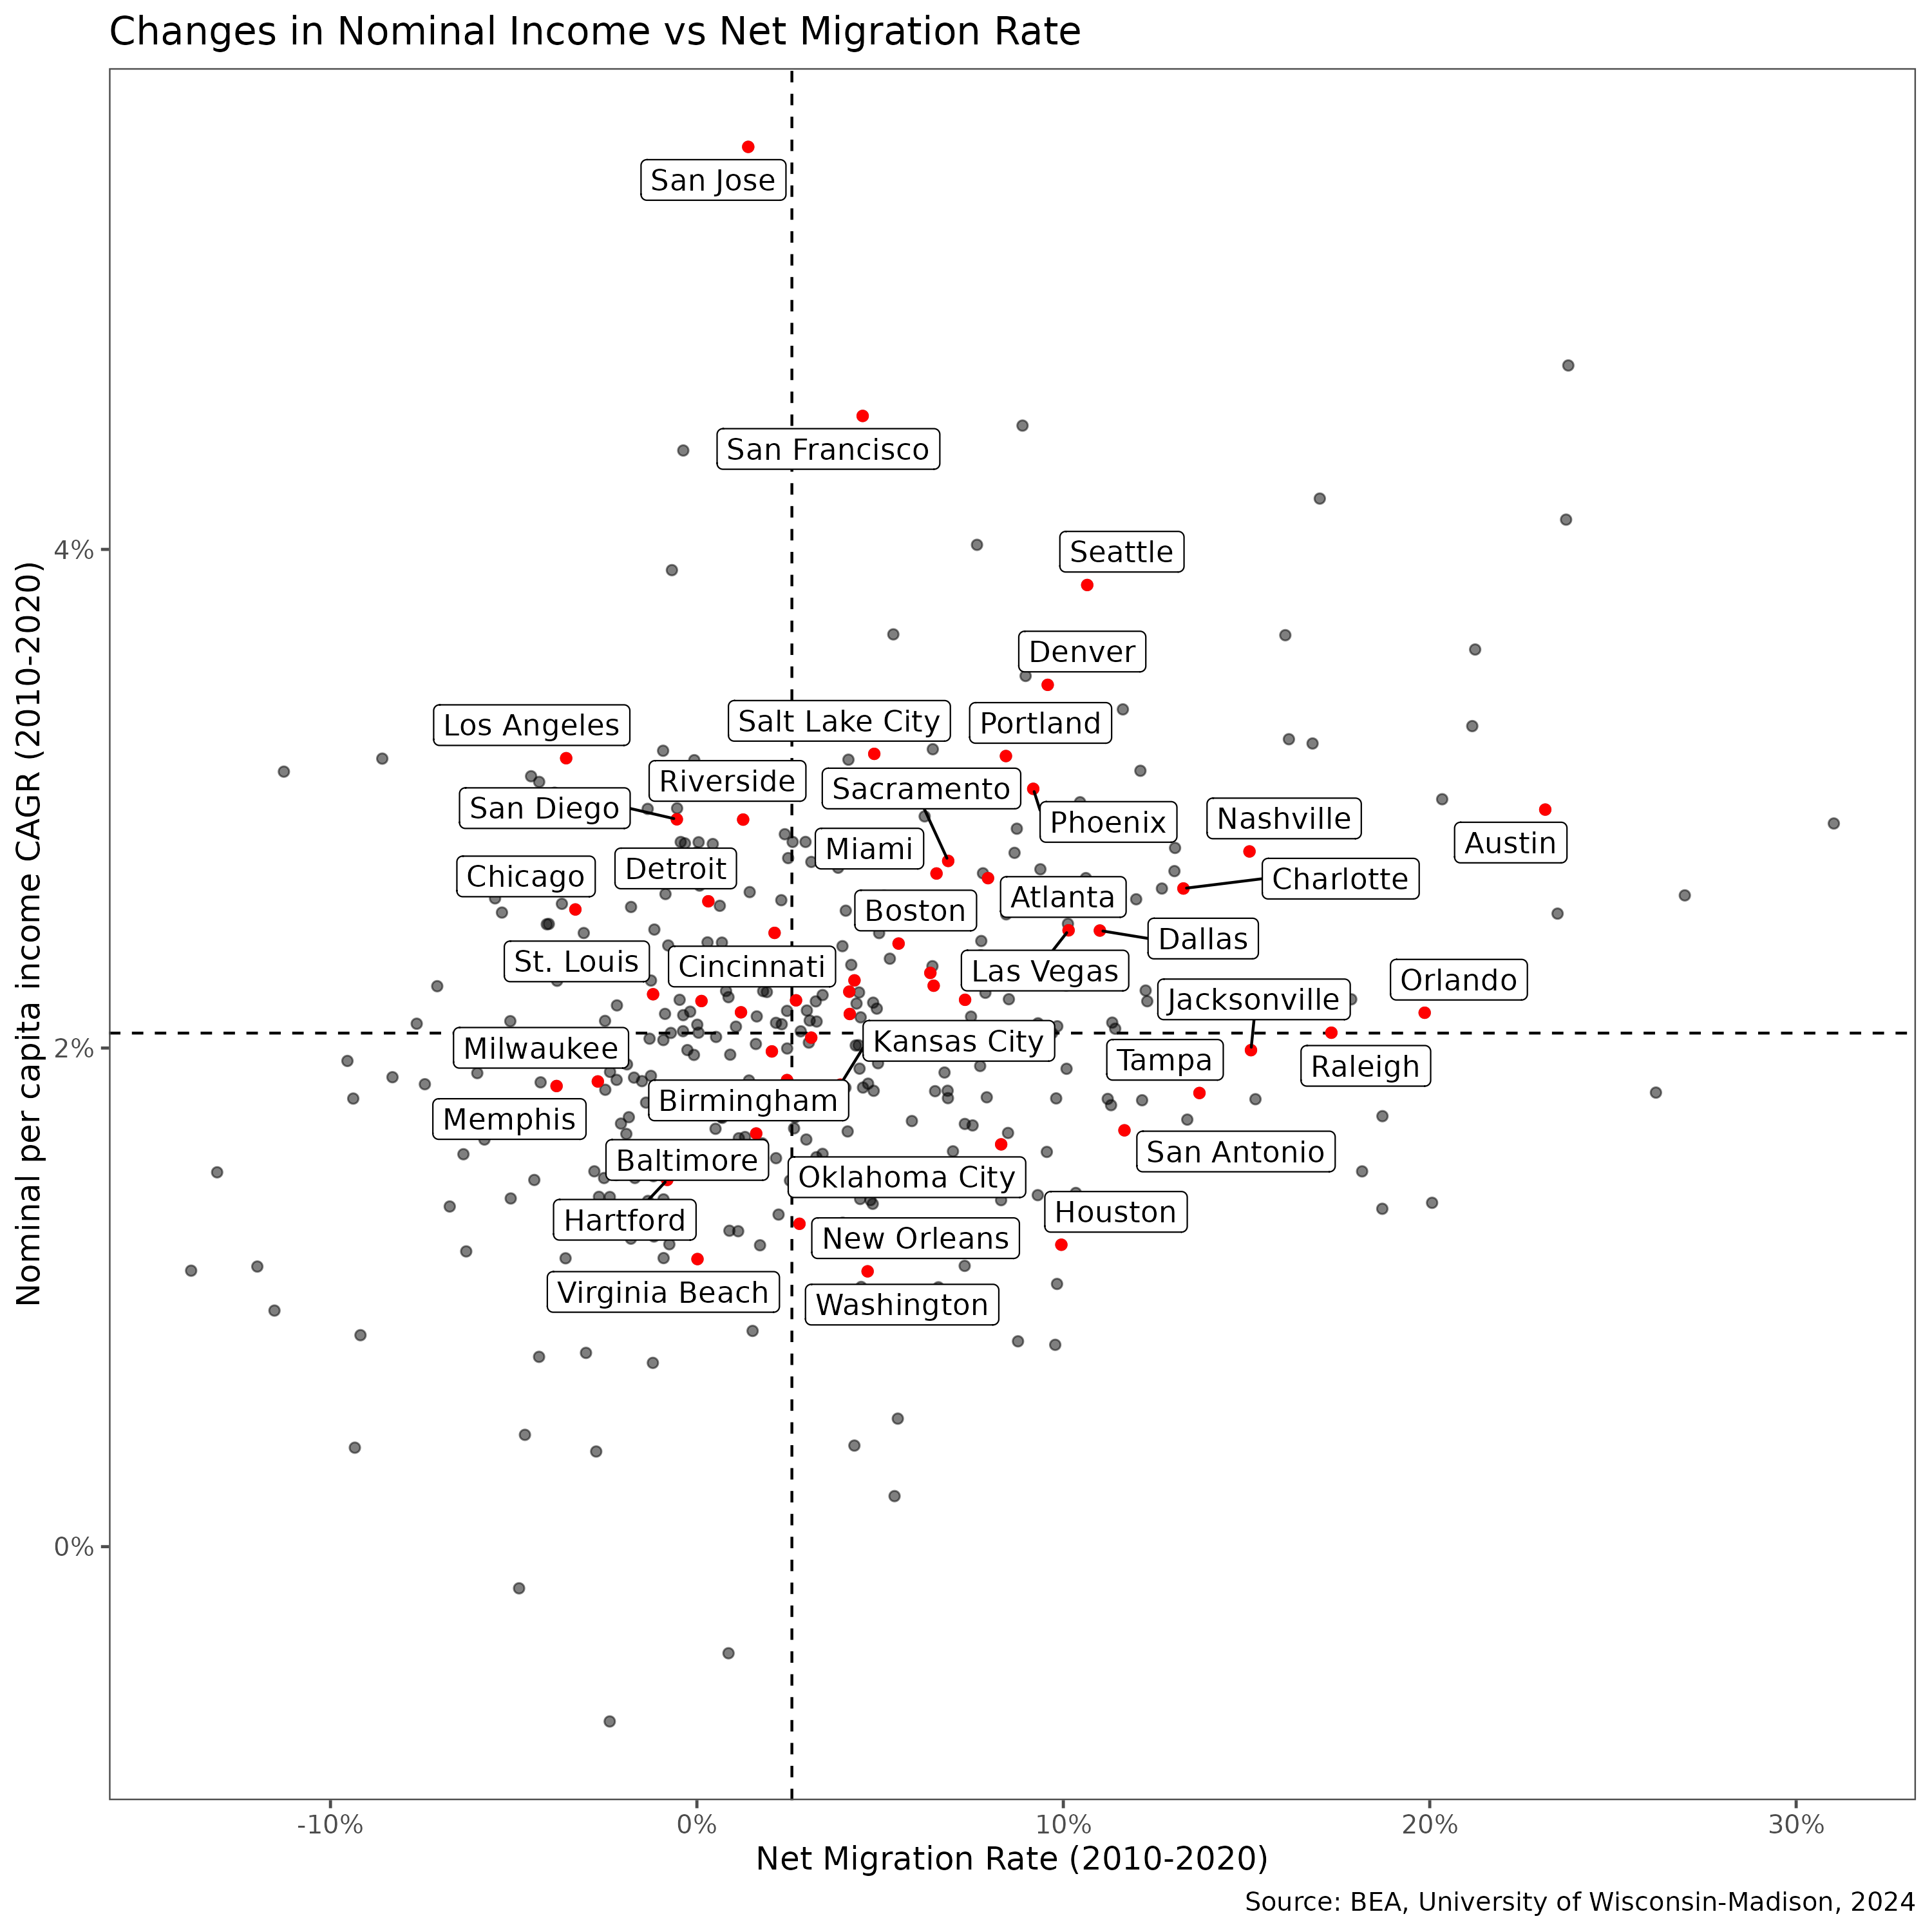 Changes in Nominal Income vs Net Migration Rate
San Jose
San Francisco
Seattle
Denver
Los Angeles
Salt Lake City
Portland
Riverside
Sacramento
San Diego
Phoenix
Nashville
Austin
Miami
Detroit
Chicago
Charlotte
Atlanta
Boston
Dallas
St. Louis
Cincinnati
Las Vegas
Orlando
Jacksonville
Kansas City
Milwaukee
Tampa
Raleigh
Birmingham
Memphis
San Antonio
Baltimore
Oklahoma City
Houston
Hartford
New Orleans
Virginia Beach
Washington
4%
2%
0%
Nominal per capita income CAGR (2010-2020)
-10%
0%
10%
20%
30%
Net Migration Rate (2010-2020)
Source: BEA, University of Wisconsin-Madison, 2024